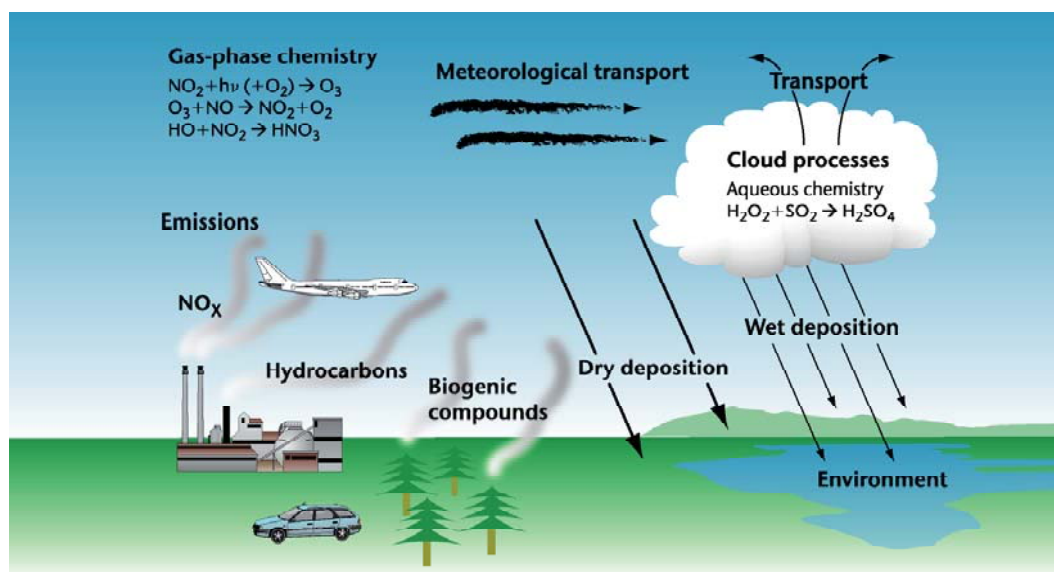 Gas-phase chemistry
NO₂+hν (+O₂) → O₃
O₃+NO → NO₂+O₂
HO+NO₂ → HNO₃
Meteorological transport
Transport
Cloud processes
Aqueous chemistry
H₂O₂+SO₂ → H₂SO₄
Emissions
NOₓ
Hydrocarbons
Biogenic
compounds
Dry deposition
Wet deposition
Environment